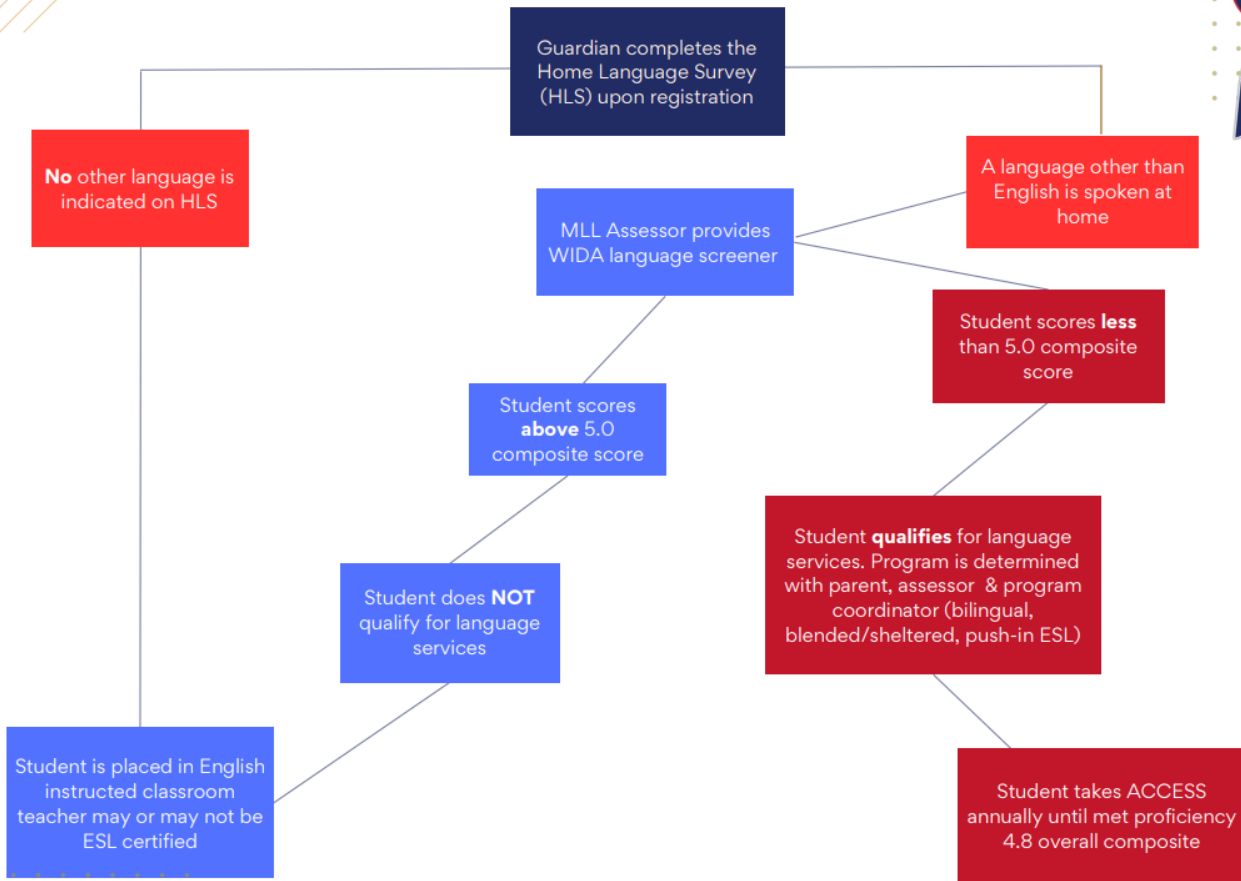 Guardian completes the
Home Language Survey
(HLS) upon registration
No other language is
indicated on HLS
A language other than
English is spoken at
home
MLL Assessor provides
WIDA language screener
Student scores less
than 5.0 composite
score
Student scores
above 5.0
composite score
Student qualifies for language
services. Program is determined
with parent, assessor & program
coordinator (bilingual,
blended/sheltered, push-in ESL)
Student does NOT
qualify for language
services
Student is placed in English
instructed classroom
teacher may or may not be
ESL certified
Student takes ACCESS
annually until met proficiency
4.8 overall composite